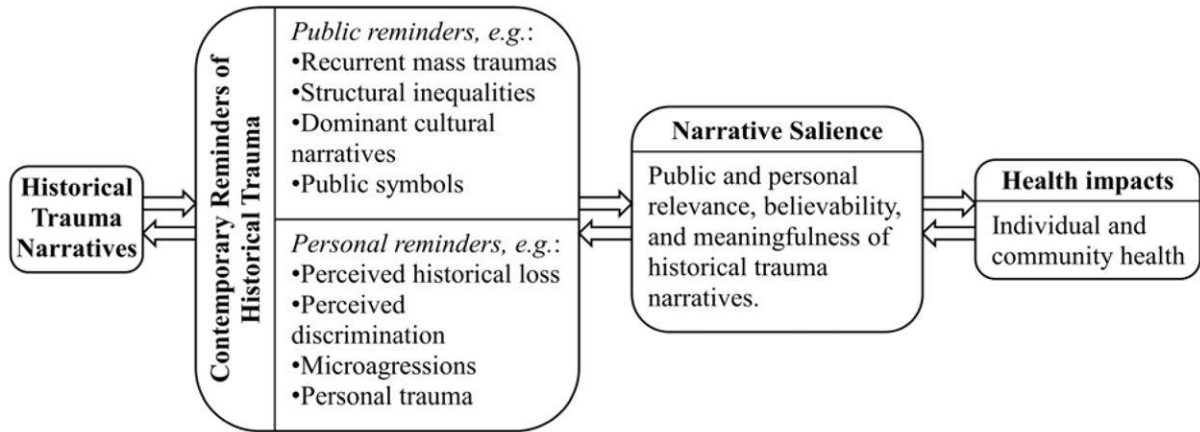 Historical
Trauma
Narratives
Contemporary Reminders of
Historical Trauma
Public reminders, e.g.:
•Recurrent mass traumas
•Structural inequalities
•Dominant cultural
narratives
•Public symbols
Personal reminders, e.g.:
•Perceived historical loss
•Perceived
discrimination
•Microagressions
•Personal trauma
Narrative Salience
Public and personal
relevance, believability,
and meaningfulness of
historical trauma
narratives.
Health impacts
Individual and
community health